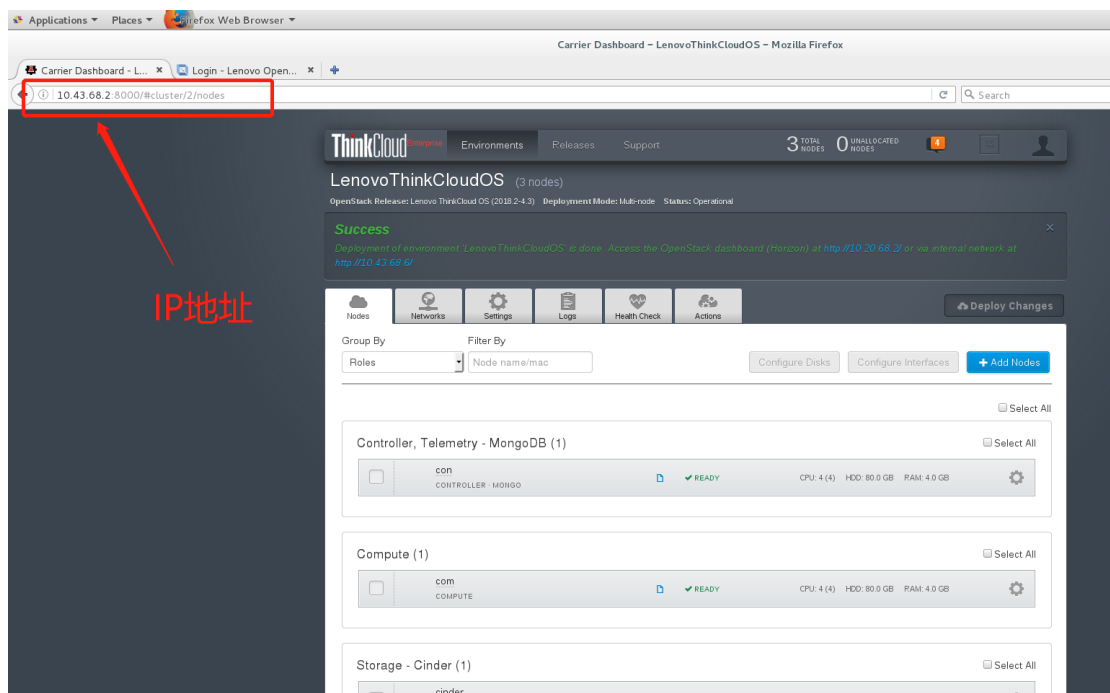 Applications Places Firefox Web Browser
Carrier Dashboard – LenovoThinkCloudOS – Mozilla Firefox
Carrier Dashboard - L... × Login - Lenovo Open... ×
10.43.68.2:8000/#cluster/2/nodes Search
ThinkCloud Enterprise Environments Releases Support 3 TOTAL NODES 0 UNALLOCATED NODES 4
LenovoThinkCloudOS (3 nodes)
OpenStack Release: Lenovo ThinkCloud OS (2018.2-4.3) Deployment Mode: Multi-node Status: Operational
Success ×
Deployment of environment 'LenovoThinkCloudOS' is done. Access the OpenStack dashboard (Horizon) at http://10.20.68.2/ or via internal network at
http://10.43.68.6/
IP地址
Nodes Networks Settings Logs Health Check Actions Deploy Changes
Group By Filter By
Roles Node name/mac Configure Disks Configure Interfaces + Add Nodes
Select All
Controller, Telemetry - MongoDB (1) Select All
con
CONTROLLER · MONGO READY CPU: 4 (4) HDD: 80.0 GB RAM: 4.0 GB
Compute (1) Select All
com
COMPUTE READY CPU: 4 (4) HDD: 80.0 GB RAM: 4.0 GB
Storage - Cinder (1) Select All
cinder